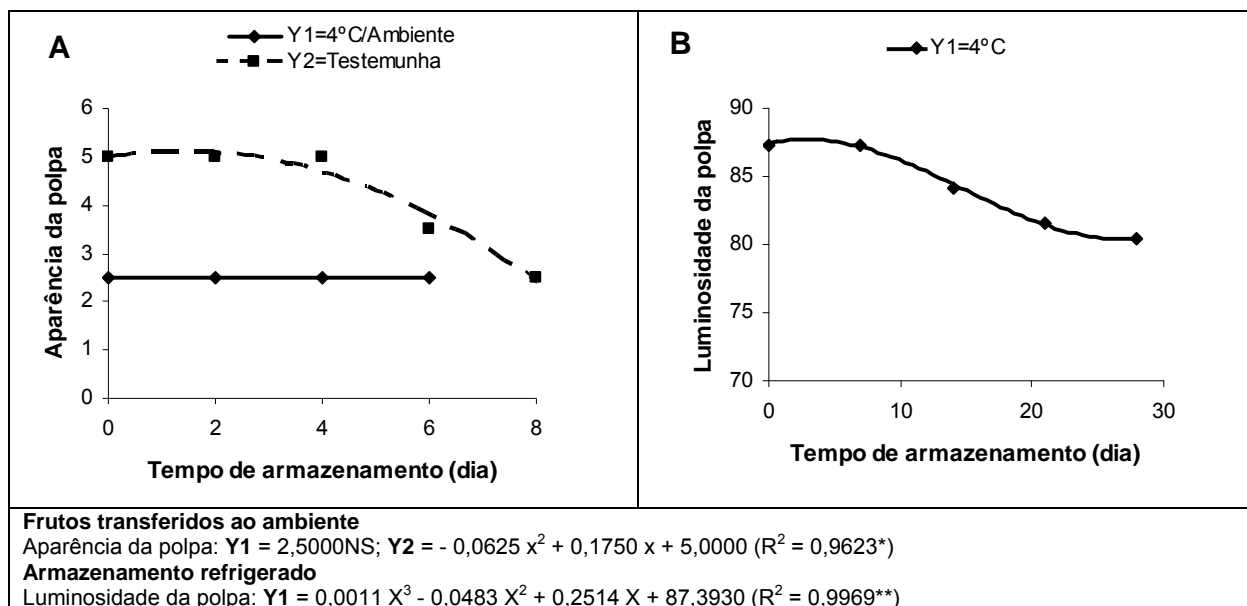 A
Y1=4ºC/Ambiente
Y2=Testemunha
Aparência da polpa
6
5
4
3
2
1
0
0 2 4 6 8
Tempo de armazenamento (dia)
B
Y1=4ºC
Luminosidade da polpa
90
85
80
75
70
0 10 20 30
Tempo de armazenamento (dia)
Frutos transferidos ao ambiente
Aparência da polpa: Y1 = 2,5000NS; Y2 = - 0,0625 x² + 0,1750 x + 5,0000 (R² = 0,9623*)
Armazenamento refrigerado
Luminosidade da polpa: Y1 = 0,0011 X³ - 0,0483 X² + 0,2514 X + 87,3930 (R² = 0,9969**)